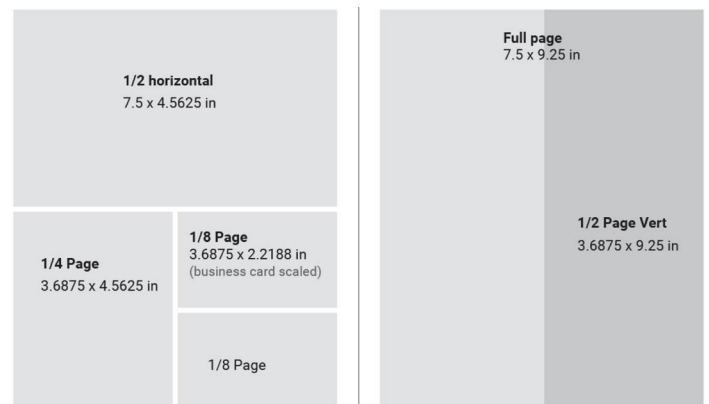 1/2 horizontal
7.5 x 4.5625 in
1/4 Page
3.6875 x 4.5625 in
1/8 Page
3.6875 x 2.2188 in
(business card scaled)
1/8 Page
Full page
7.5 x 9.25 in
1/2 Page Vert
3.6875 x 9.25 in